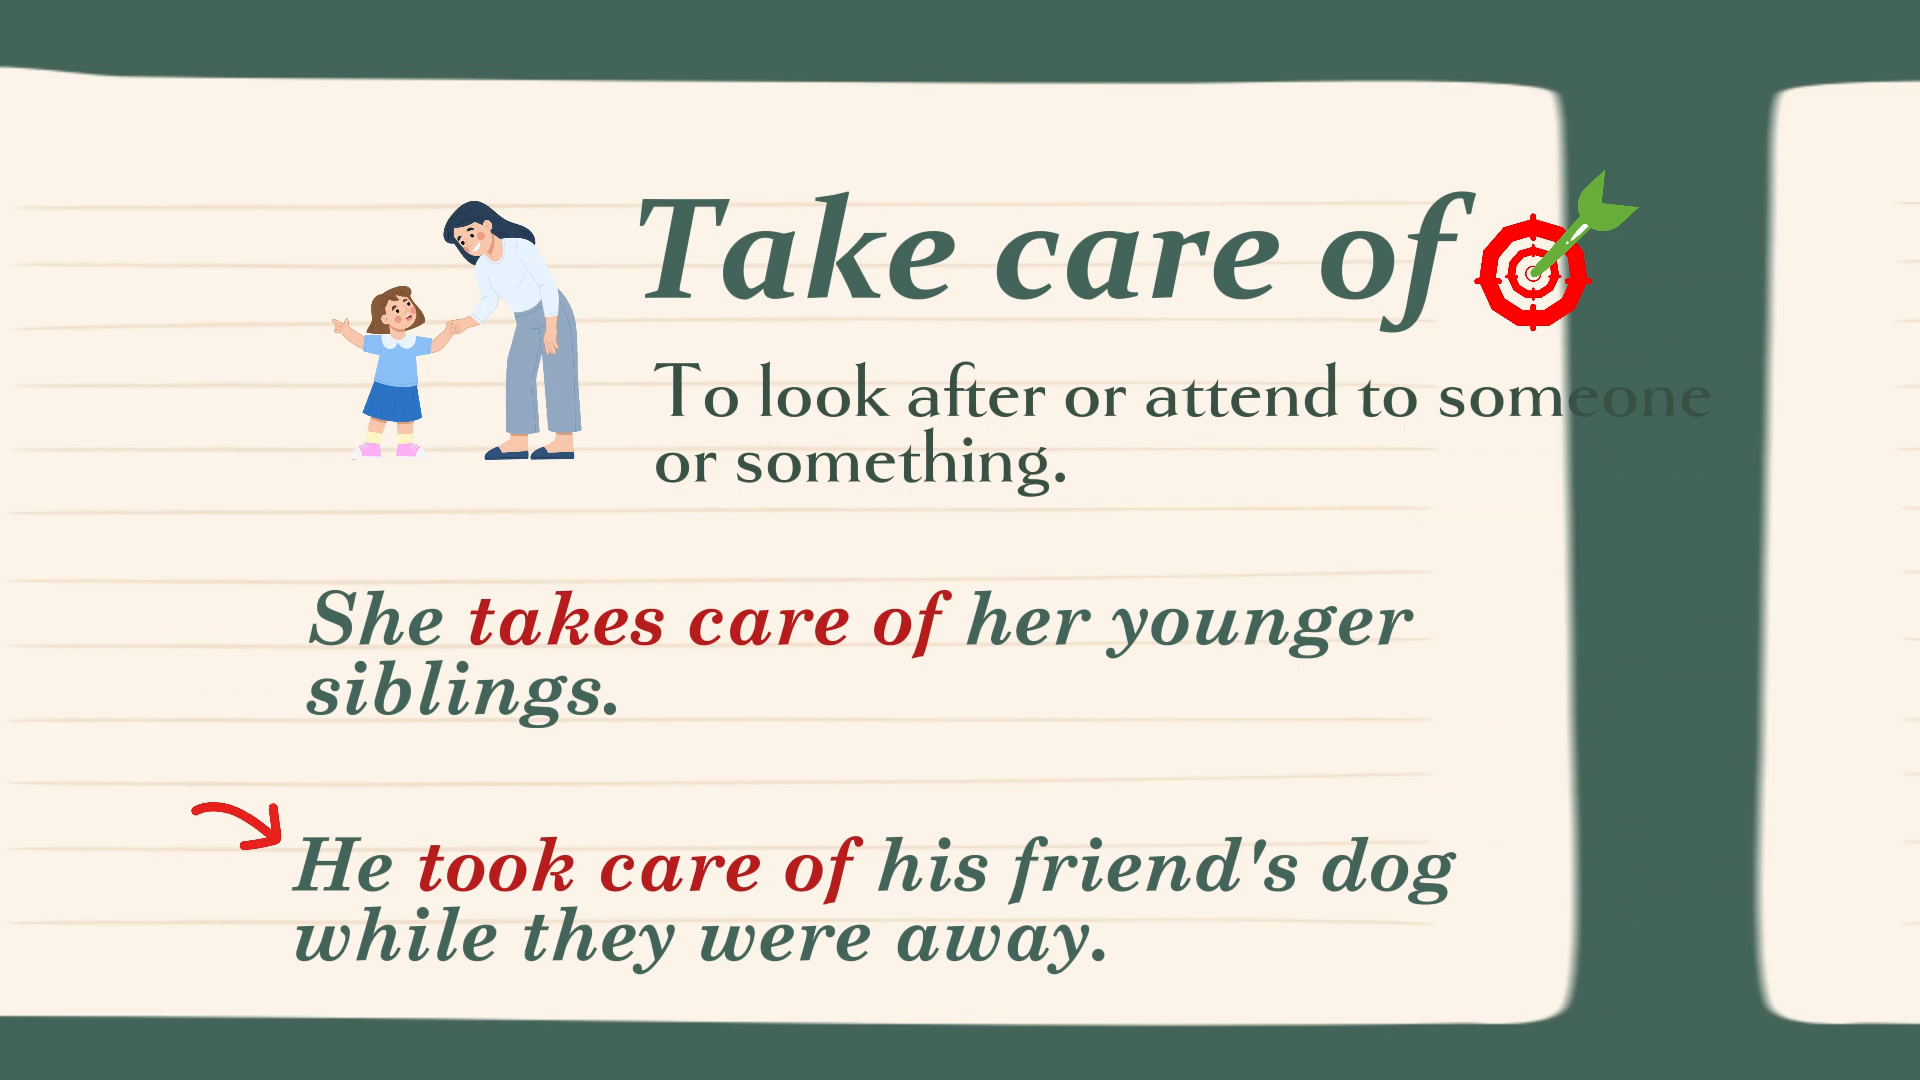 Take care of
To look after or attend to someone
or something.
She takes care of her younger
siblings.
He took care of his friend's dog
while they were away.